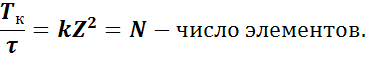 Tк/τ = kZ² = N − число элементов.